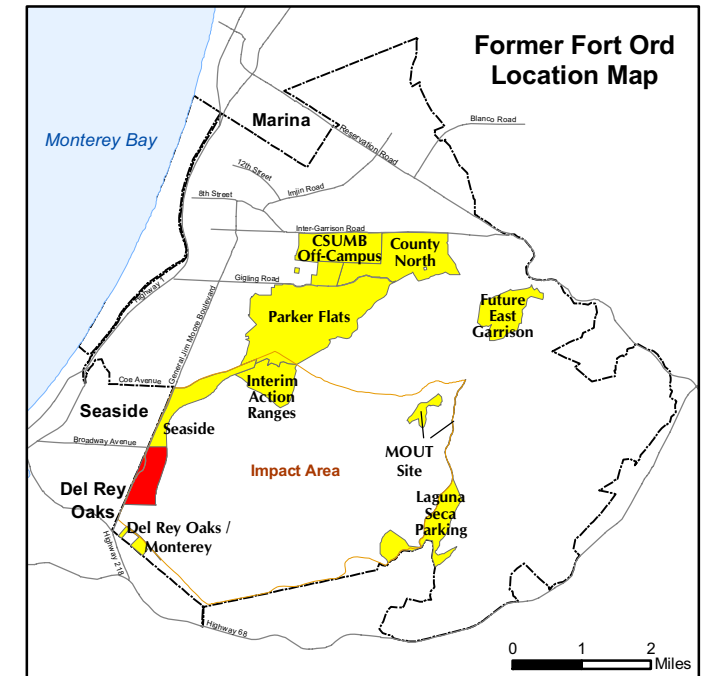 Former Fort Ord
Location Map
Marina
Blanco Road
Monterey Bay
Reservation Road
12th Street
Imjin Road
8th Street
Inter-Garrison Road
CSUMB
Off-Campus
County
North
Gigling Road
Highway 1
General Jim Moore Boulevard
Future
East
Garrison
Parker Flats
Coe Avenue
Interim
Action
Ranges
Seaside
Seaside
Broadway Avenue
MOUT
Site
Impact Area
Del Rey
Oaks
Laguna
Seca
Parking
Del Rey Oaks /
Monterey
Highway 218
Highway 68
0 1 2
Miles